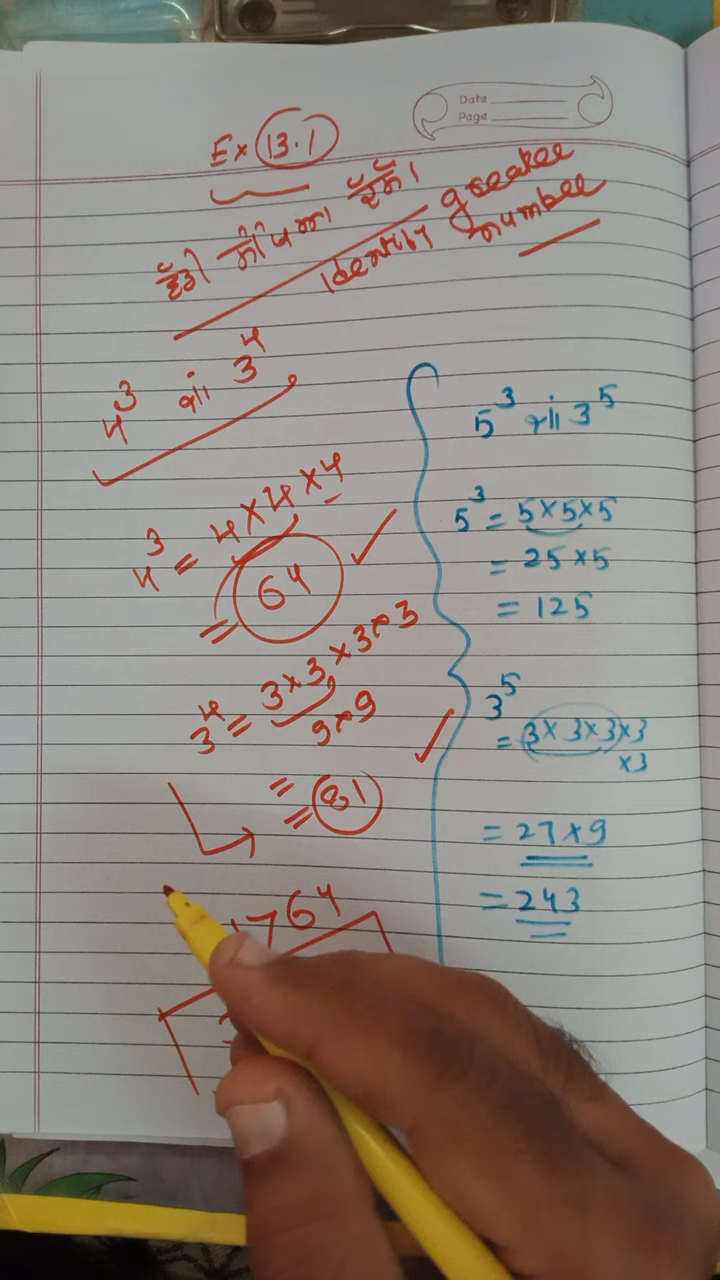 Date
Page
Ex 13.1
ਵੱਡੀ ਸੰਖਿਆ ਦੱਸੋ।
Identify greater
number
4³ ਜਾਂ 3⁴
4³ = 4×4×4
= 64
3⁴ = 3×3×3×3
9×9
=
= 81
764
5³ ਜਾਂ 3⁵
5³ = 5×5×5
= 25×5
= 125
3⁵
= 3×3×3×3
×3
= 27×9
= 243